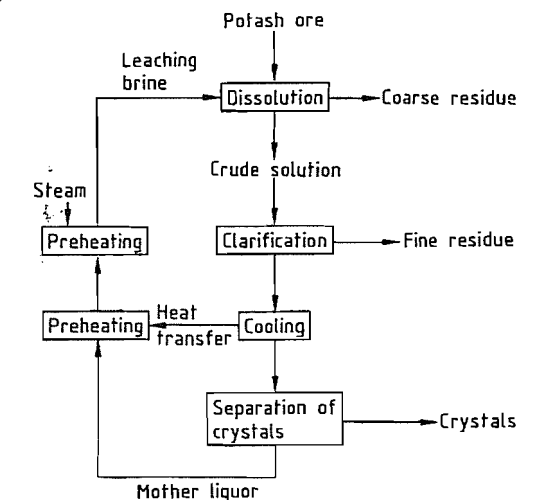 Potash ore
Leaching
brine
Dissolution
Coarse residue
Crude solution
Steam
Preheating
Clarification
Fine residue
Preheating
Heat
transfer
Cooling
Separation of
crystals
Crystals
Mother liquor